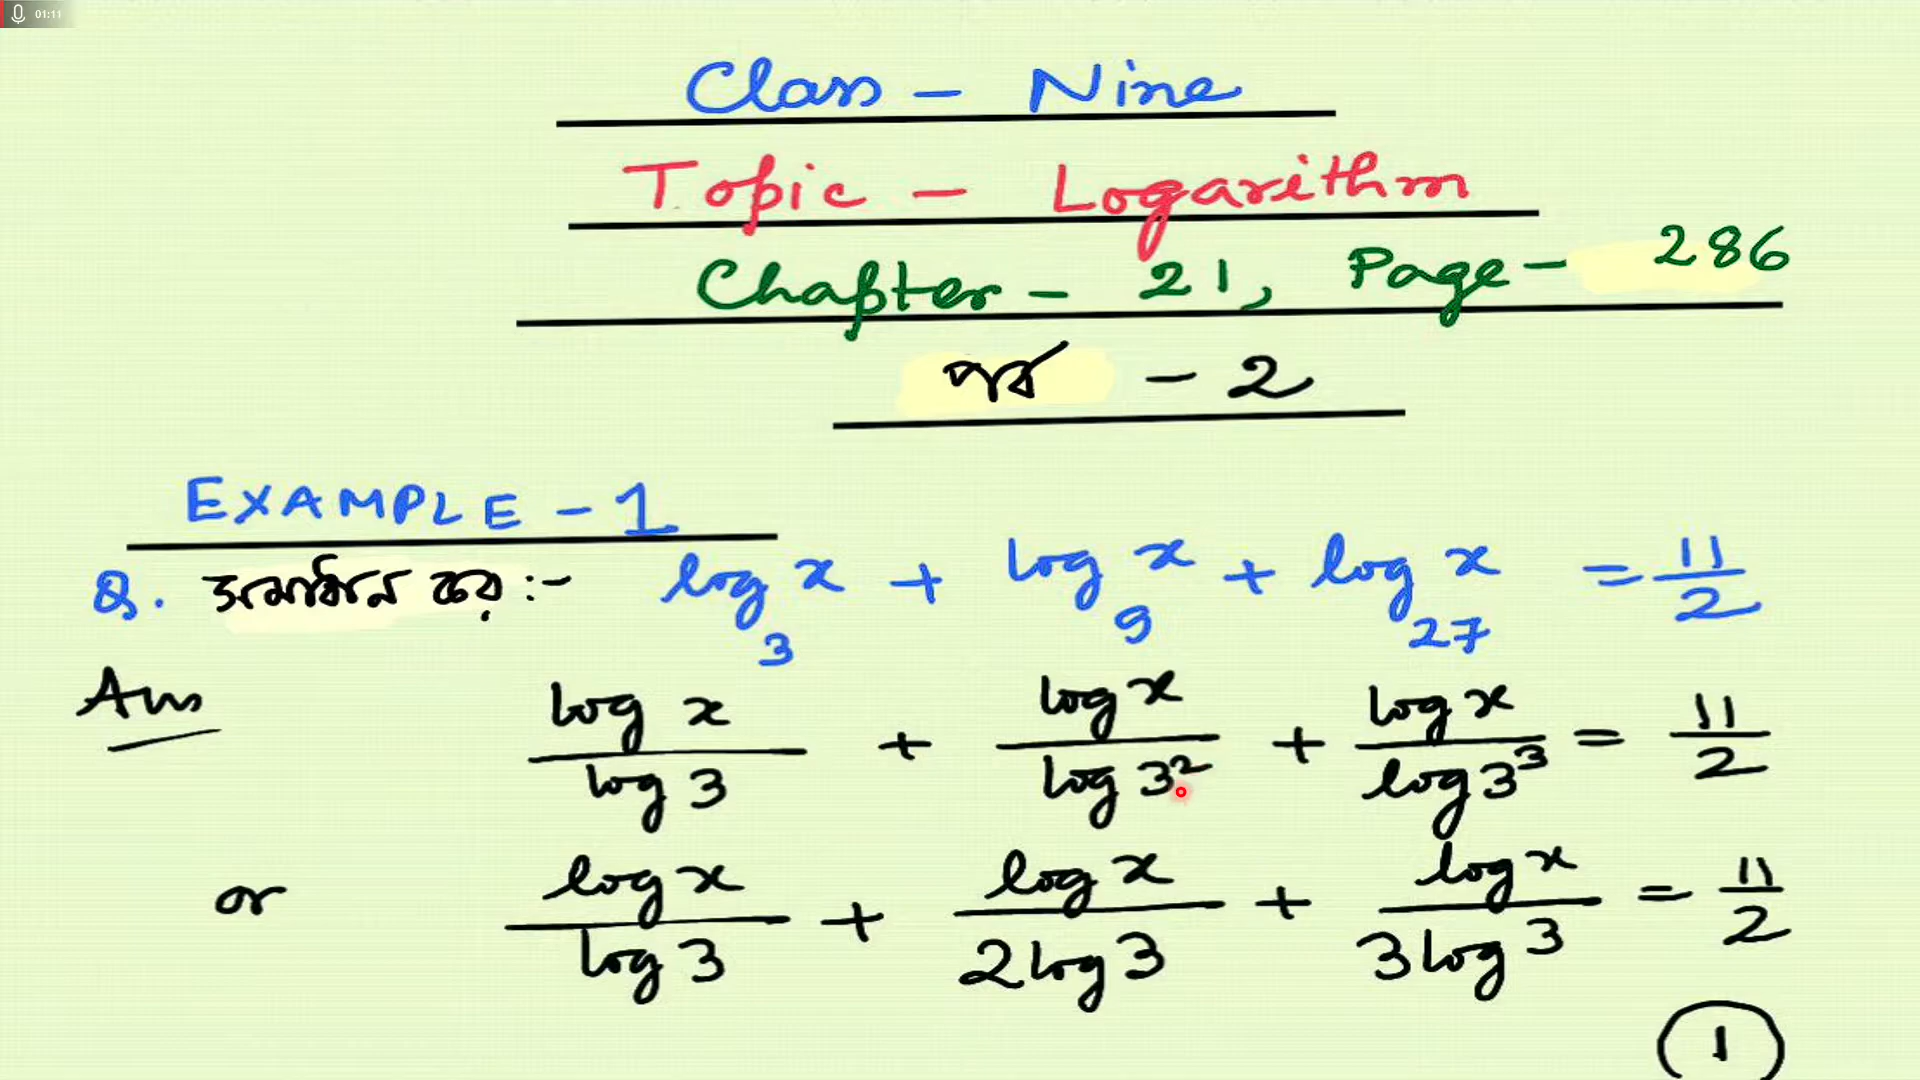 01:11
Class - Nine
Topic - Logarithm
Chapter - 21, Page - 286
পর্ব - 2
EXAMPLE - 1
Q. সমাধান কর :- log₃ x + log₉ x + log₂₇ x = 11/2
Ans log x / log 3 + log x / log 3² + log x / log 3³ = 11/2
or log x / log 3 + log x / 2 log 3 + log x / 3 log 3 = 11/2
1